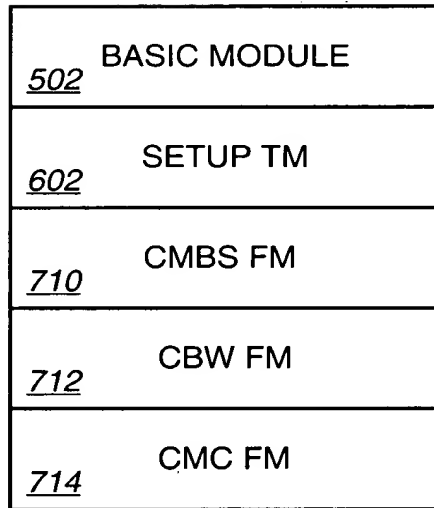 BASIC MODULE
502
SETUP TM
602
CMBS FM
710
CBW FM
712
CMC FM
714